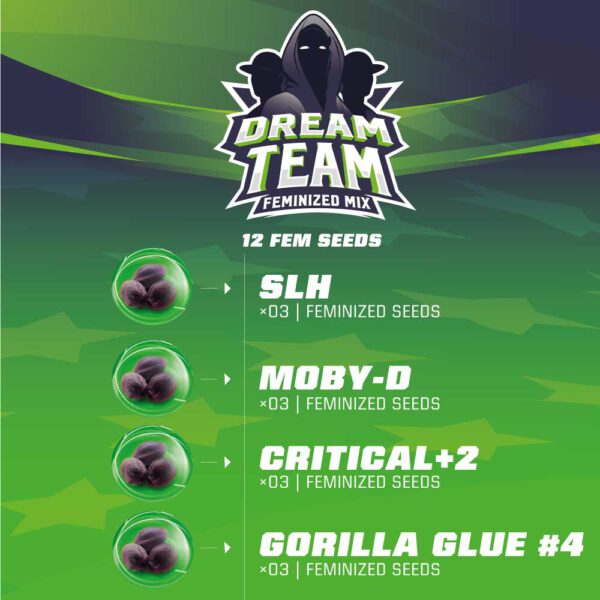 DREAM
TEAM
FEMINIZED MIX
12 FEM SEEDS
SLH
×03 | FEMINIZED SEEDS
MOBY-D
×03 | FEMINIZED SEEDS
CRITICAL+2
×03 | FEMINIZED SEEDS
GORILLA GLUE #4
×03 | FEMINIZED SEEDS